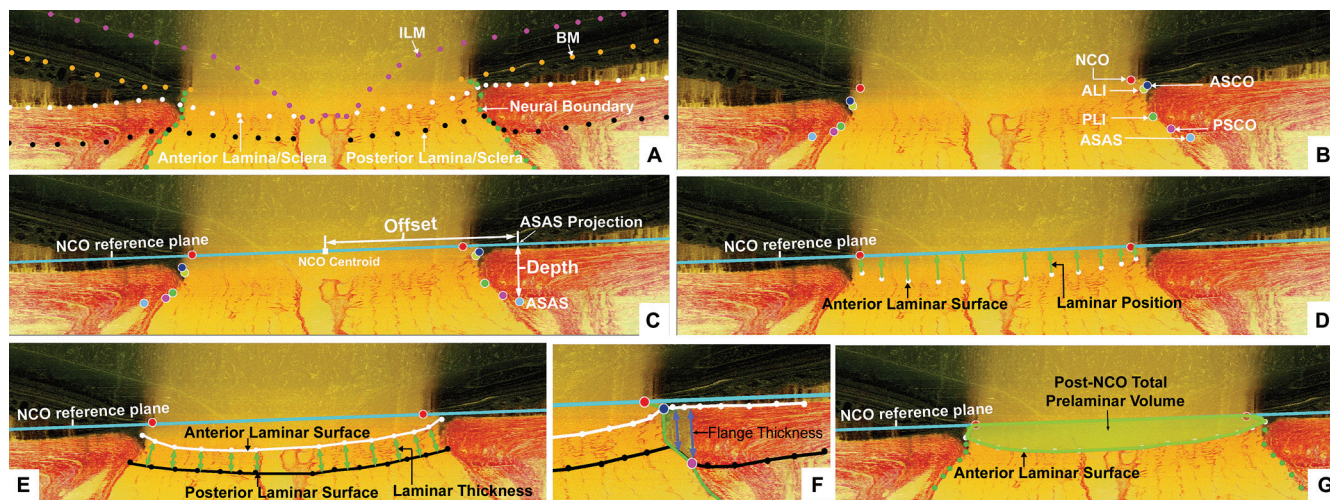 ILM
BM
Neural Boundary
Anterior Lamina/Sclera
Posterior Lamina/Sclera
A
NCO
ALI
ASCO
PLI
PSCO
ASAS
B
Offset
ASAS Projection
NCO reference plane
NCO Centroid
Depth
ASAS
C
NCO reference plane
Anterior Laminar Surface
Laminar Position
D
NCO reference plane
Anterior Laminar Surface
Posterior Laminar Surface
Laminar Thickness
E
Flange Thickness
F
Post-NCO Total
Prelaminar Volume
NCO reference plane
Anterior Laminar Surface
G